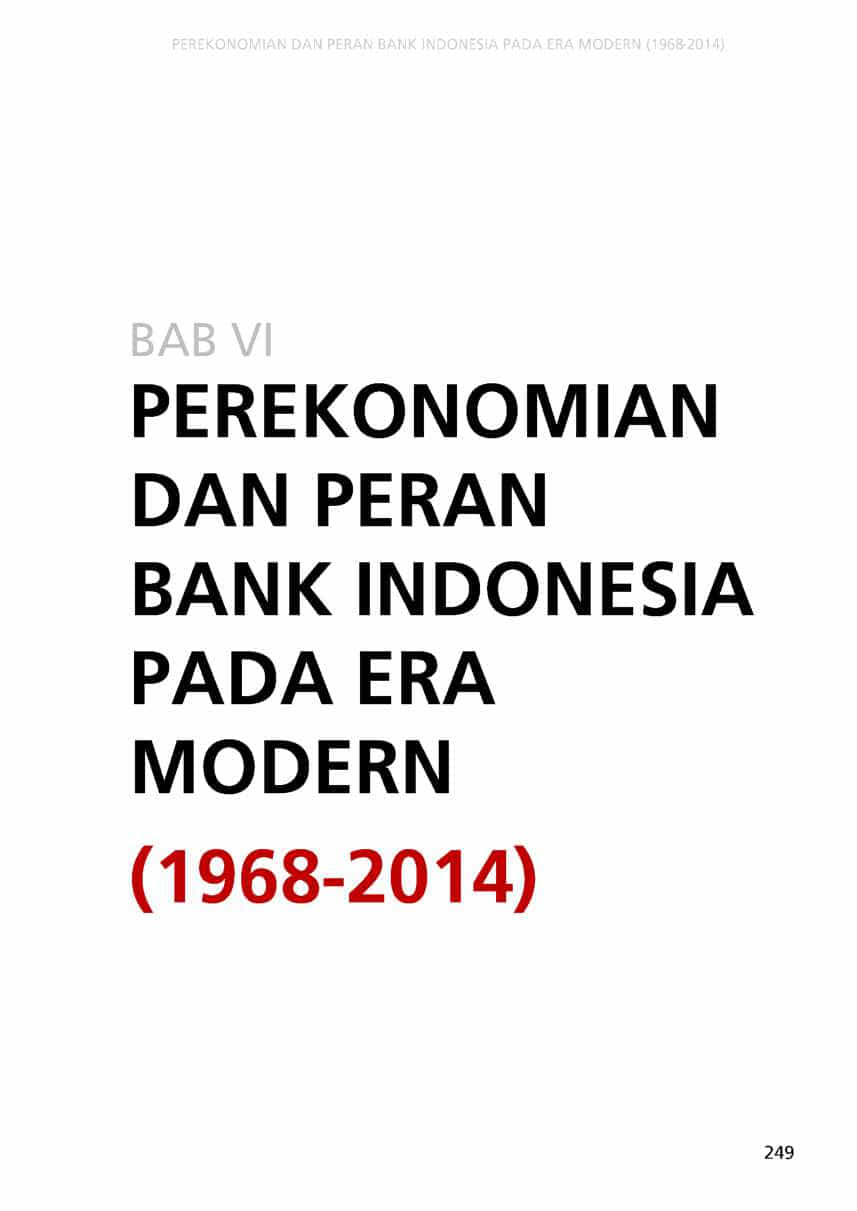 PEREKONOMIAN DAN PERAN BANK INDONESIA PADA ERA MODERN (1968-2014)
BAB VI
PEREKONOMIAN
DAN PERAN
BANK INDONESIA
PADA ERA
MODERN
(1968-2014)
249